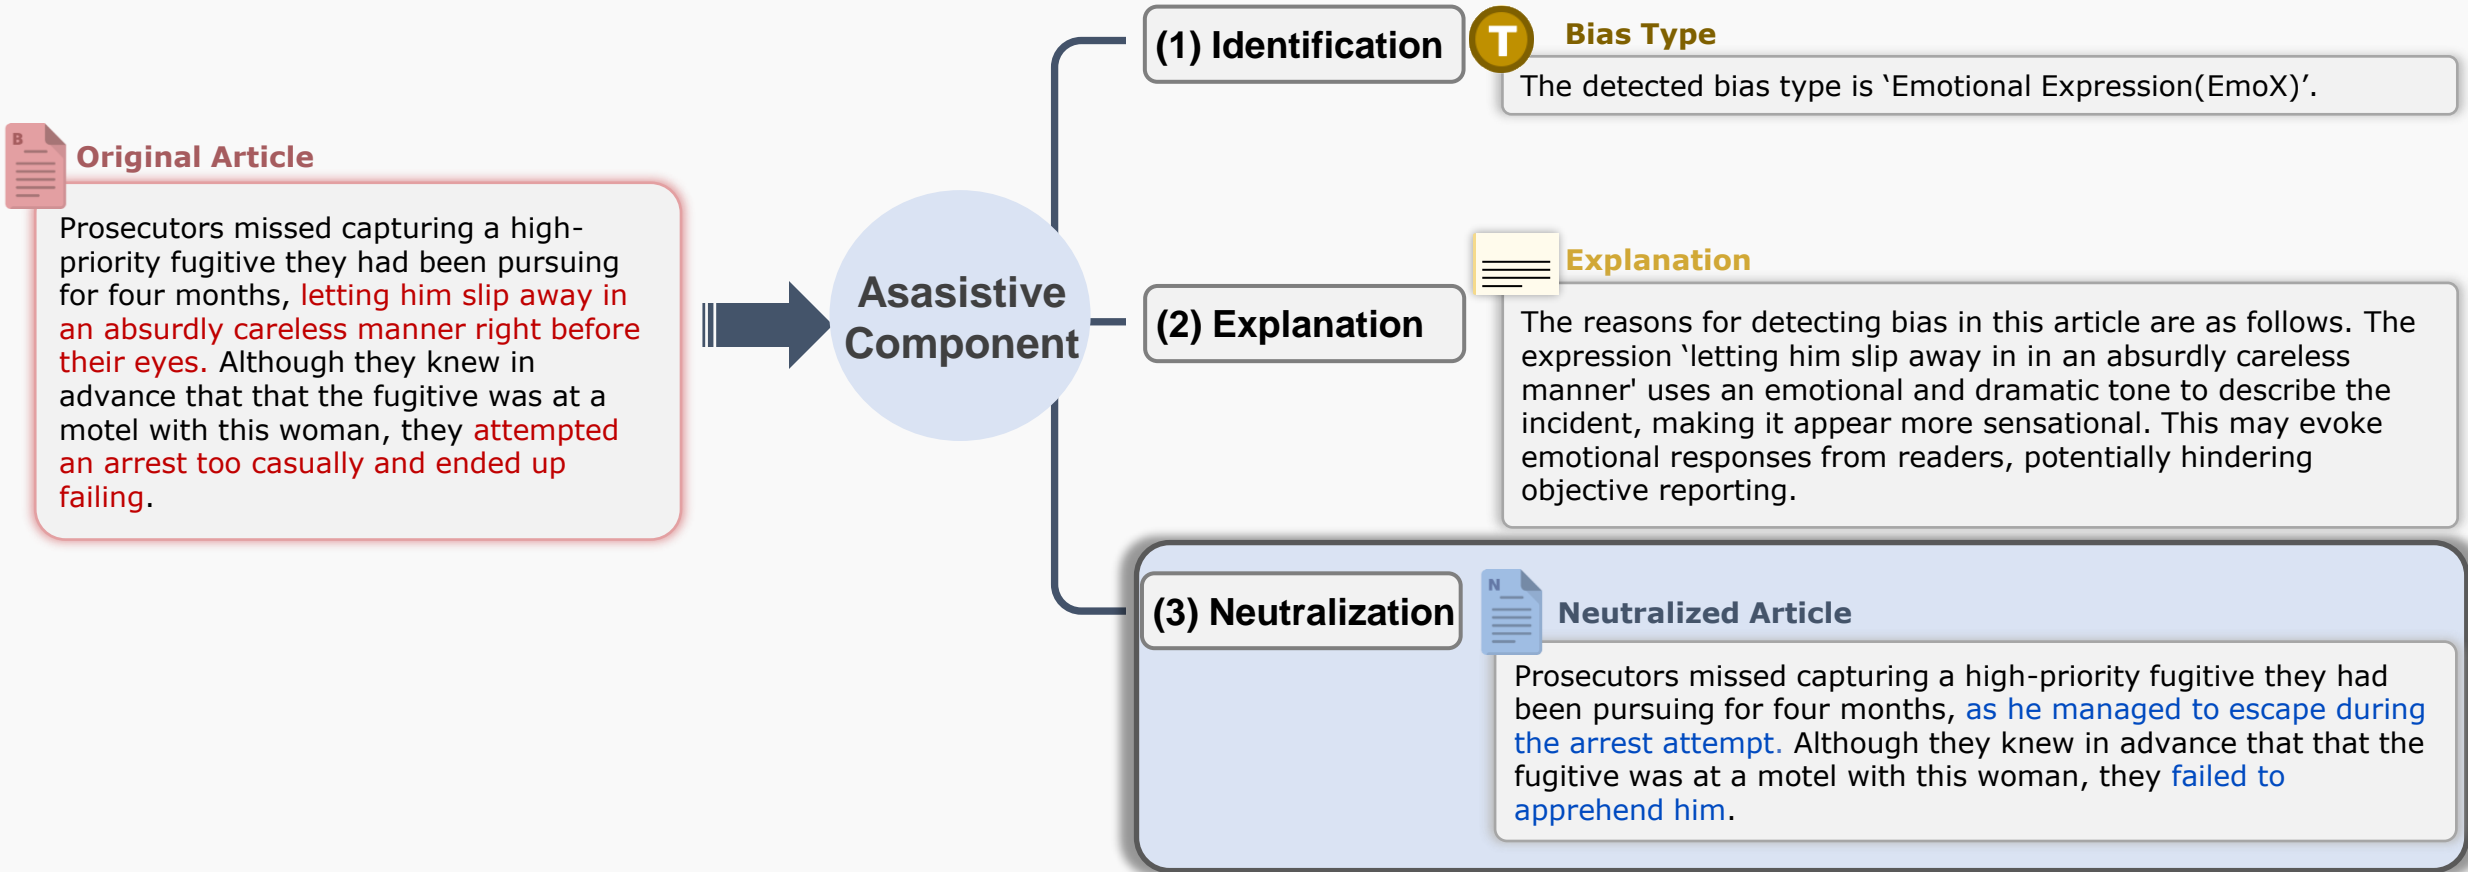 B
Original Article
Prosecutors missed capturing a high-
priority fugitive they had been pursuing
for four months, letting him slip away in
an absurdly careless manner right before
their eyes. Although they knew in
advance that that the fugitive was at a
motel with this woman, they attempted
an arrest too casually and ended up
failing.
Asasistive
Component
(1) Identification
T
Bias Type
The detected bias type is ‘Emotional Expression(EmoX)’.
(2) Explanation
Explanation
The reasons for detecting bias in this article are as follows. The
expression ‘letting him slip away in in an absurdly careless
manner' uses an emotional and dramatic tone to describe the
incident, making it appear more sensational. This may evoke
emotional responses from readers, potentially hindering
objective reporting.
(3) Neutralization
N
Neutralized Article
Prosecutors missed capturing a high-priority fugitive they had
been pursuing for four months, as he managed to escape during
the arrest attempt. Although they knew in advance that that the
fugitive was at a motel with this woman, they failed to
apprehend him.